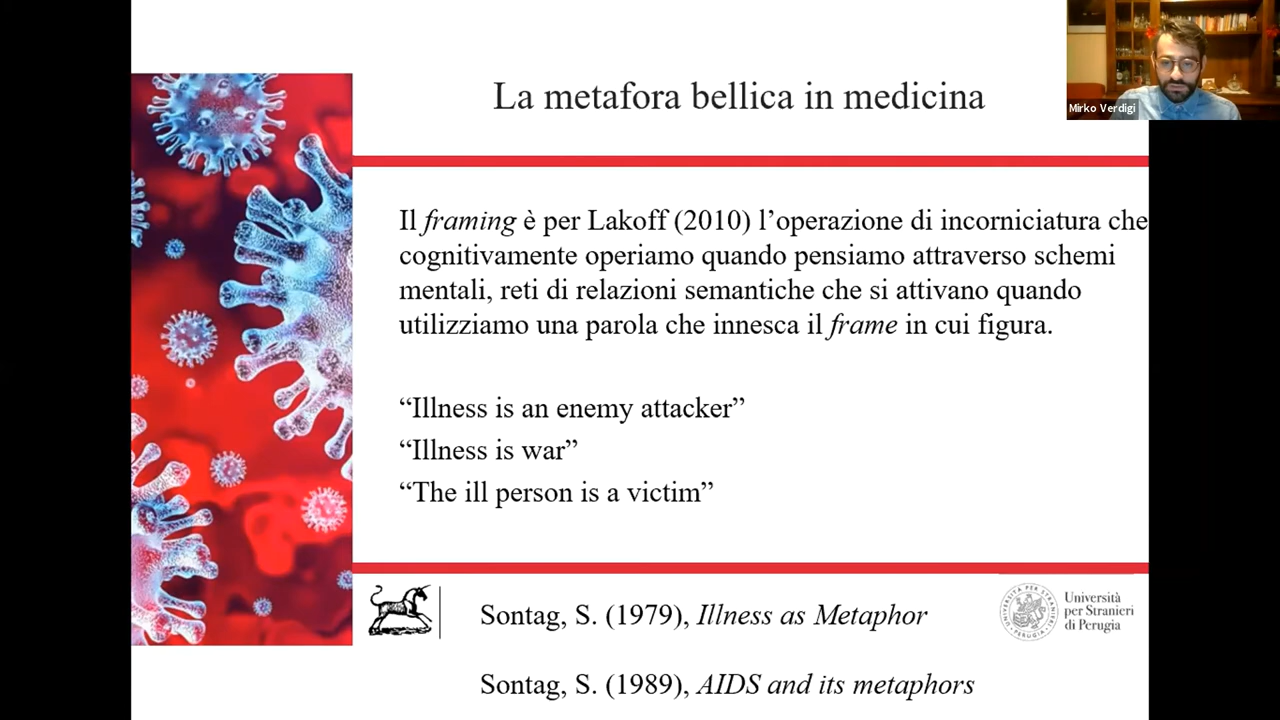 La metafora bellica in medicina
Mirko Verdigi
Il framing è per Lakoff (2010) l’operazione di incorniciatura che
cognitivamente operiamo quando pensiamo attraverso schemi
mentali, reti di relazioni semantiche che si attivano quando
utilizziamo una parola che innesca il frame in cui figura.
“Illness is an enemy attacker”
“Illness is war”
“The ill person is a victim”
Sontag, S. (1979), Illness as Metaphor
Università
per Stranieri
di Perugia
Sontag, S. (1989), AIDS and its metaphors